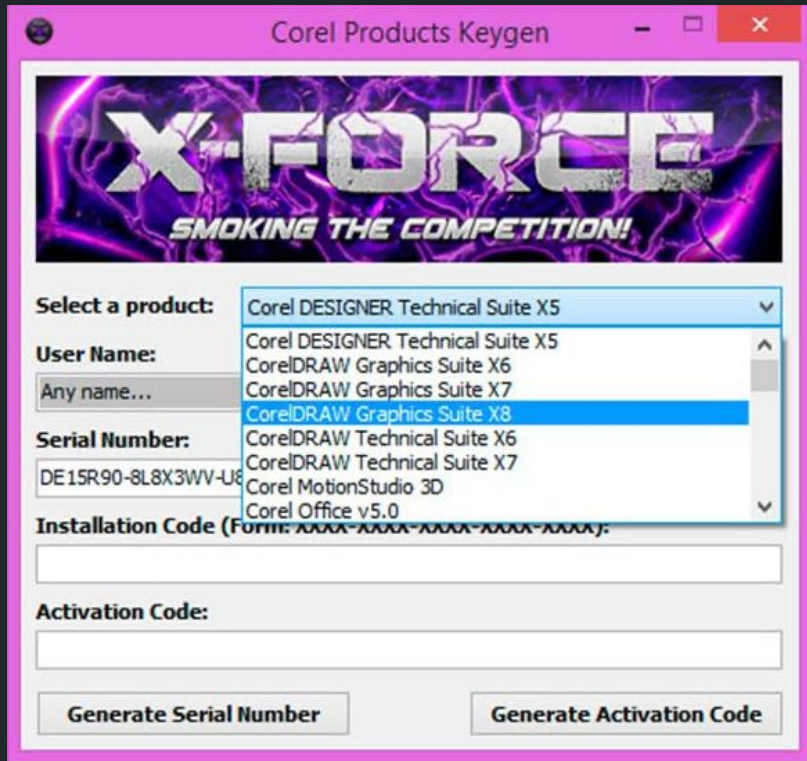 Corel Products Keygen
X-FORCE
SMOKING THE COMPETITION!
Select a product: Corel DESIGNER Technical Suite X5
Corel DESIGNER Technical Suite X5
CorelDRAW Graphics Suite X6
CorelDRAW Graphics Suite X7
CorelDRAW Graphics Suite X8
CorelDRAW Technical Suite X6
CorelDRAW Technical Suite X7
Corel MotionStudio 3D
Corel Office v5.0
User Name:
Any name...
Serial Number:
DE15R90-8L8X3WV-U8
Installation Code (Form: XXXX-XXXX-XXXX-XXXX-XXXX):
Activation Code:
Generate Serial Number
Generate Activation Code